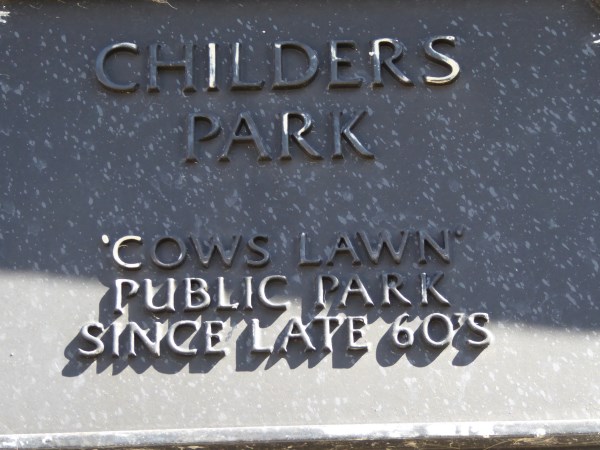 CHILDERS
PARK
'COWS LAWN'
PUBLIC PARK
SINCE LATE 60'S